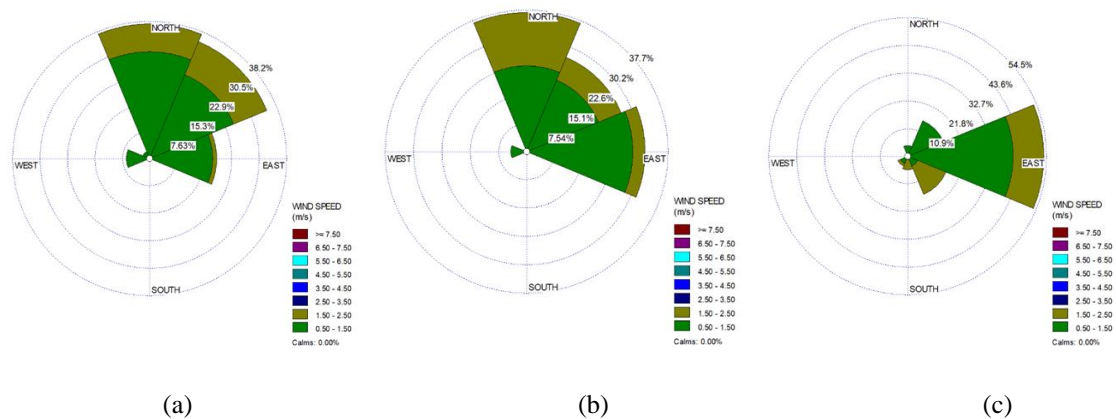 NORTH
38.2%
30.5%
22.9%
15.3%
7.63%
WEST
EAST
SOUTH
WIND SPEED
(m/s)
>= 7.50
6.50 - 7.50
5.50 - 6.50
4.50 - 5.50
3.50 - 4.50
2.50 - 3.50
1.50 - 2.50
0.50 - 1.50
Calms: 0.00%
(a)
NORTH
37.7%
30.2%
22.6%
15.1%
7.54%
WEST
EAST
SOUTH
WIND SPEED
(m/s)
>= 7.50
6.50 - 7.50
5.50 - 6.50
4.50 - 5.50
3.50 - 4.50
2.50 - 3.50
1.50 - 2.50
0.50 - 1.50
Calms: 0.00%
(b)
NORTH
54.5%
43.6%
32.7%
21.8%
10.9%
WEST
EAST
SOUTH
WIND SPEED
(m/s)
>= 7.50
6.50 - 7.50
5.50 - 6.50
4.50 - 5.50
3.50 - 4.50
2.50 - 3.50
1.50 - 2.50
0.50 - 1.50
Calms: 0.00%
(c)